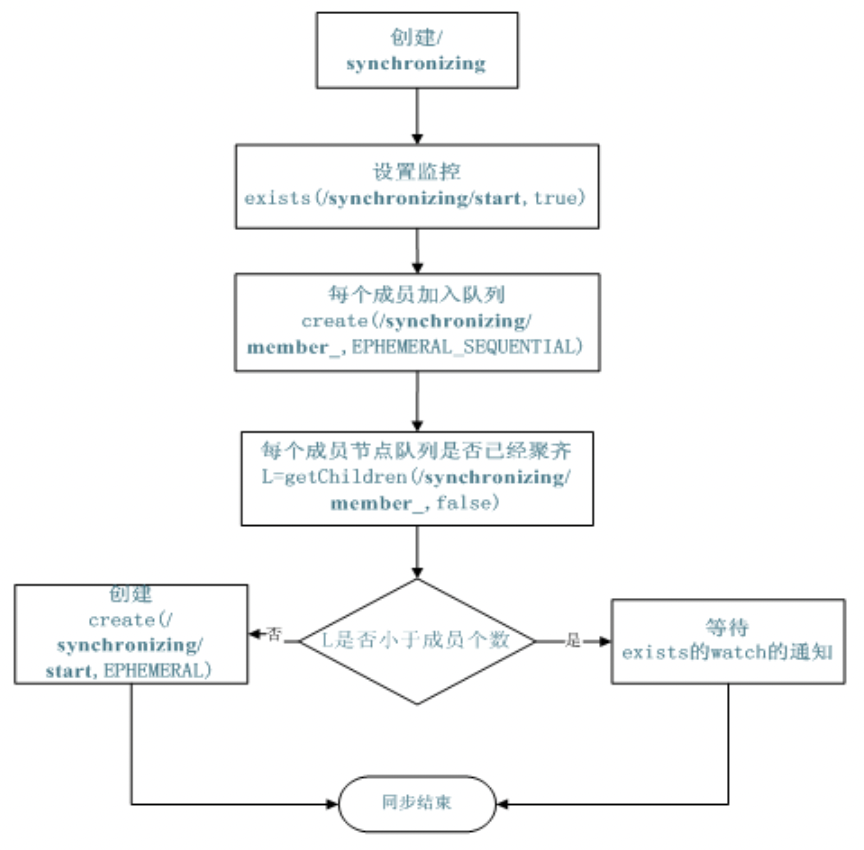 创建/
synchronizing
设置监控
exists(/synchronizing/start,true)
每个成员加入队列
create(/synchronizing/
member_,EPHEMERAL_SEQUENTIAL)
每个成员节点队列是否已经聚齐
L=getChildren(/synchronizing/
member_,false)
L是否小于成员个数
否
是
创建
create(/
synchronizing/
start,EPHEMERAL)
等待
exists的watch的通知
同步结束